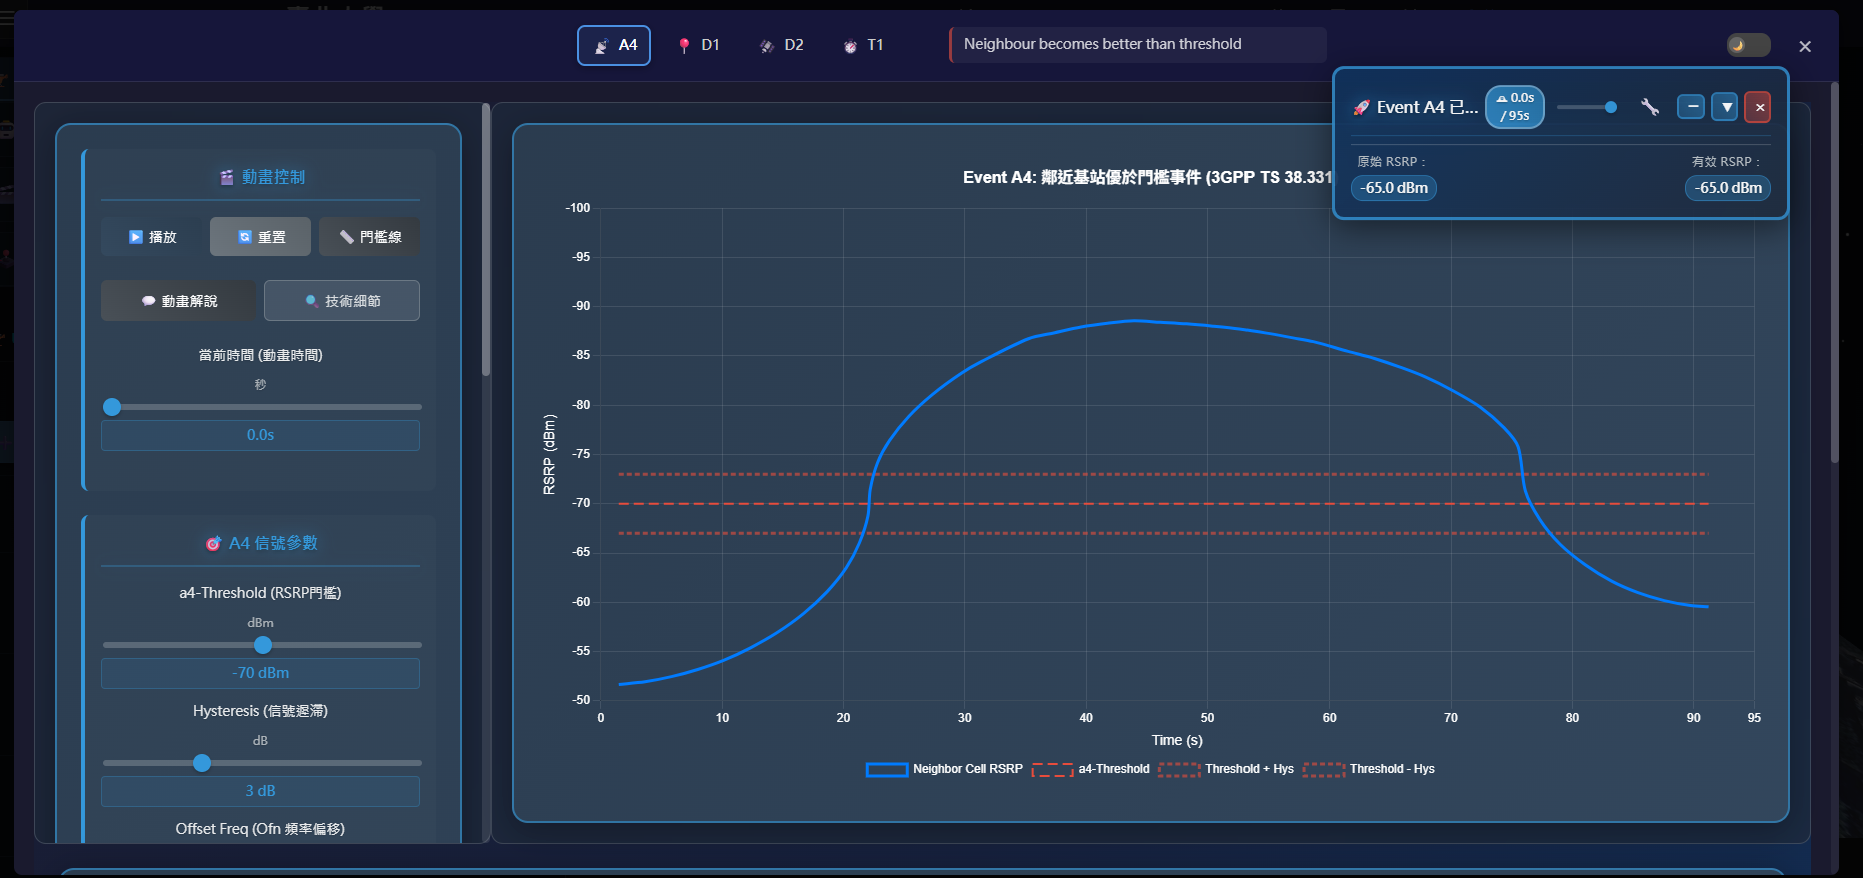 A4
D1
D2
T1
Neighbour becomes better than threshold
Event A4 已...
0.0s
/ 95s
原始 RSRP：
有效 RSRP：
-65.0 dBm
-65.0 dBm
動畫控制
播放
重置
門檻線
動畫解說
技術細節
當前時間 (動畫時間)
秒
0.0s
A4 信號參數
a4-Threshold (RSRP門檻)
dBm
-70 dBm
Hysteresis (信號遲滯)
dB
3 dB
Offset Freq (Ofn 頻率偏移)
Event A4: 鄰近基站優於門檻事件 (3GPP TS 38.331
-100
-95
-90
-85
-80
-75
-70
-65
-60
-55
-50
RSRP (dBm)
0 10 20 30 40 50 60 70 80 90 95
Time (s)
Neighbor Cell RSRP
a4-Threshold
Threshold + Hys
Threshold - Hys